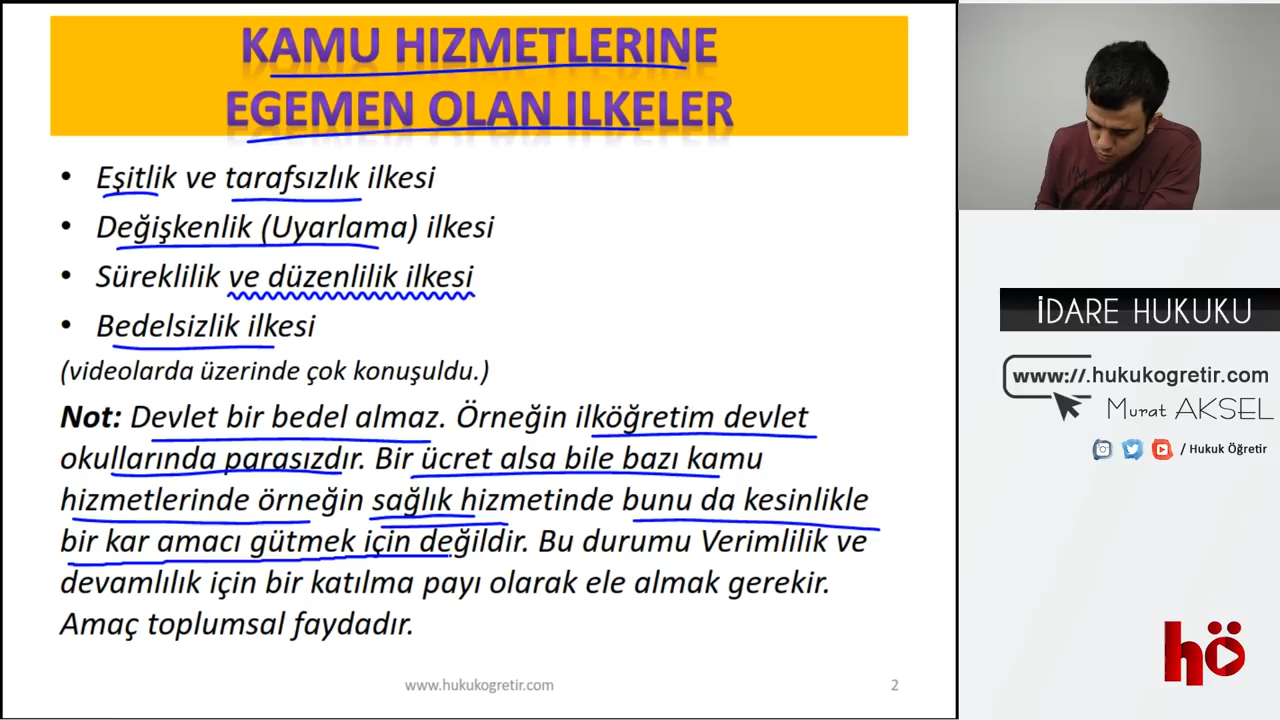 KAMU HIZMETLERINE
EGEMEN OLAN ILKELER
• Eşitlik ve tarafsızlık ilkesi
• Değişkenlik (Uyarlama) ilkesi
• Süreklilik ve düzenlilik ilkesi
• Bedelsizlik ilkesi
(videolarda üzerinde çok konuşuldu.)
Not: Devlet bir bedel almaz. Örneğin ilköğretim devlet
okullarında parasızdır. Bir ücret alsa bile bazı kamu
hizmetlerinde örneğin sağlık hizmetinde bunu da kesinlikle
bir kar amacı gütmek için değildir. Bu durumu Verimlilik ve
devamlılık için bir katılma payı olarak ele almak gerekir.
Amaç toplumsal faydadır.
www.hukukogretir.com
2
İDARE HUKUKU
www://.hukukogretir.com
Murat AKSEL
/ Hukuk Öğretir
hö